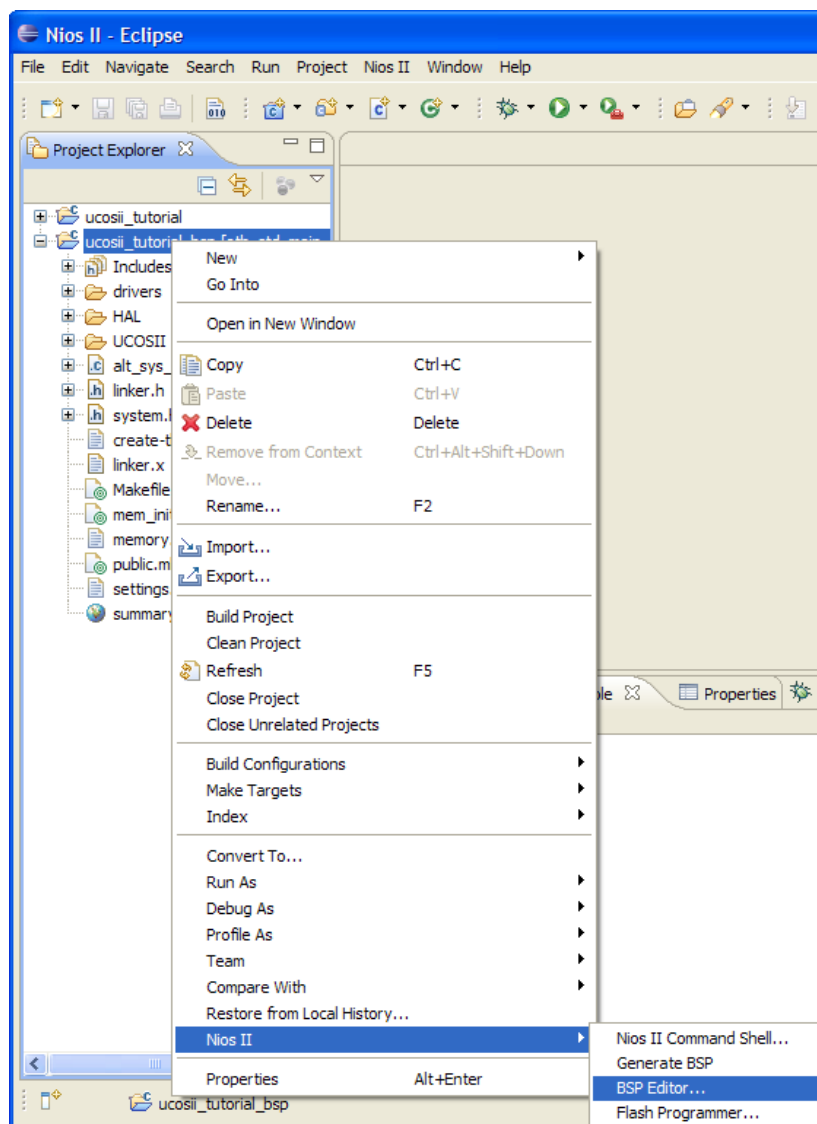 Nios II - Eclipse
File Edit Navigate Search Run Project Nios II Window Help
Project Explorer
ucosii_tutorial
ucosii_tutorial_bsp [eth_std_main
Includes
drivers
HAL
UCOSII
alt_sys_
linker.h
system.h
create-t
linker.x
Makefile
mem_init
memory
public.m
settings
summary
New
Go Into
Open in New Window
Copy Ctrl+C
Paste Ctrl+V
Delete Delete
Remove from Context Ctrl+Alt+Shift+Down
Move...
Rename... F2
Import...
Export...
Build Project
Clean Project
Refresh F5
Close Project
Close Unrelated Projects
Build Configurations
Make Targets
Index
Convert To...
Run As
Debug As
Profile As
Team
Compare With
Restore from Local History...
Nios II
Properties Alt+Enter
Nios II Command Shell...
Generate BSP
BSP Editor...
Flash Programmer...
Properties
ucosii_tutorial_bsp